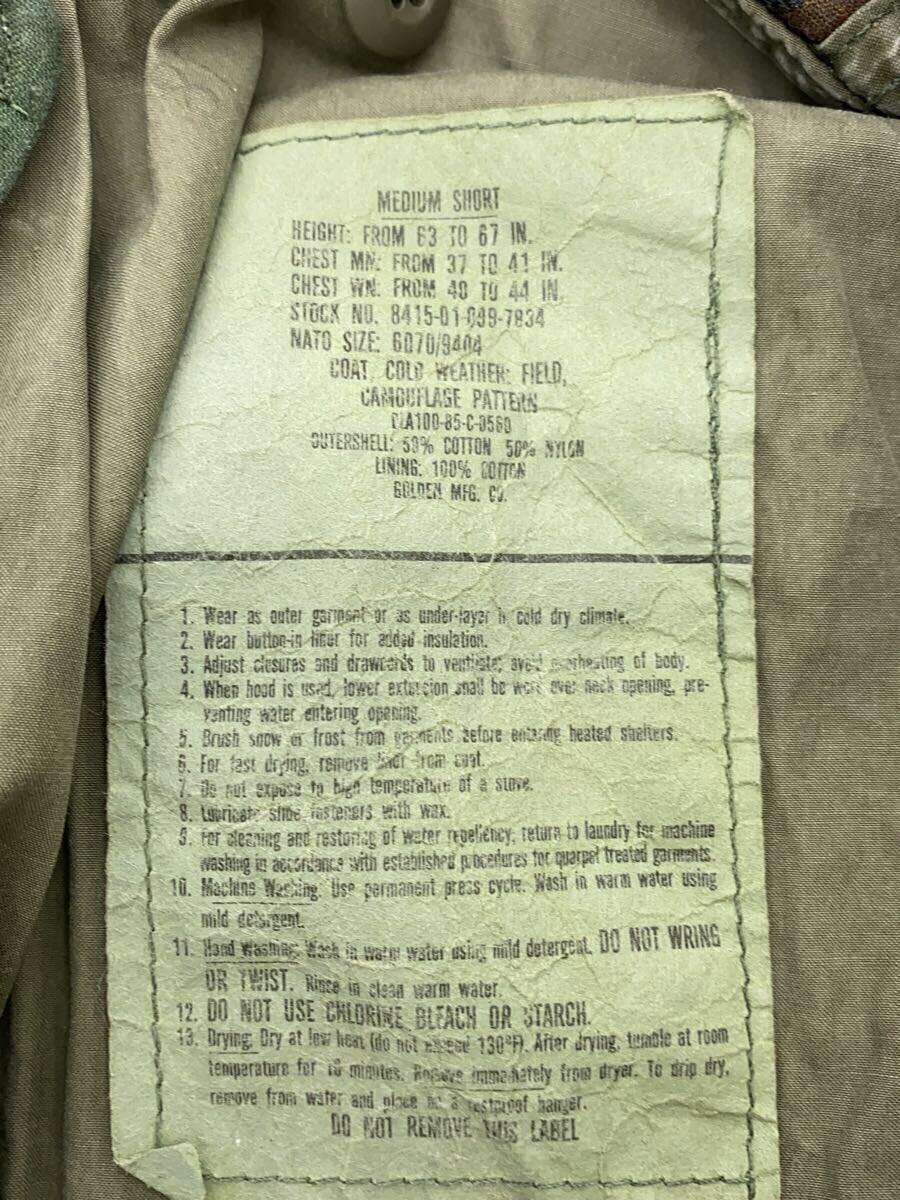 MEDIUM SHORT
HEIGHT: FROM 63 TO 67 IN.
CHEST MN: FROM 37 TO 41 IN.
CHEST WN: FROM 40 TO 44 IN.
STOCK NO. 8415-01-099-7834
NATO SIZE: 6070/9404
COAT, COLD WEATHER: FIELD,
CAMOUFLAGE PATTERN
DLA100-85-C-0560
OUTERSHELL: 50% COTTON 50% NYLON
LINING: 100% COTTON
GOLDEN MFG. CO.
1. Wear as outer garment or as under-layer in cold dry climate.
2. Wear button-in liner for added insulation.
3. Adjust closures and drawcords to ventilate; avoid overheating of body.
4. When hood is used, lower extension shall be worn over neck opening, pre-
venting water entering opening.
5. Brush snow or frost from garments before entering heated shelters.
6. For fast drying, remove liner from coat.
7. Do not expose to high temperature of a stove.
8. Lubricate slide fasteners with wax.
9. For cleaning and restoring of water repellency, return to laundry for machine
washing in accordance with established procedures for quarpel treated garments.
10. Machine Washing. Use permanent press cycle. Wash in warm water using
mild detergent.
11. Hand Washing: Wash in warm water using mild detergent. DO NOT WRING
OR TWIST. Rinse in clean warm water.
12. DO NOT USE CHLORINE BLEACH OR STARCH.
13. Drying: Dry at low heat (do not exceed 130°F). After drying, tumble at room
temperature for 10 minutes. Remove immediately from dryer. To drip dry,
remove from water and place on a rustproof hanger.
DO NOT REMOVE THIS LABEL